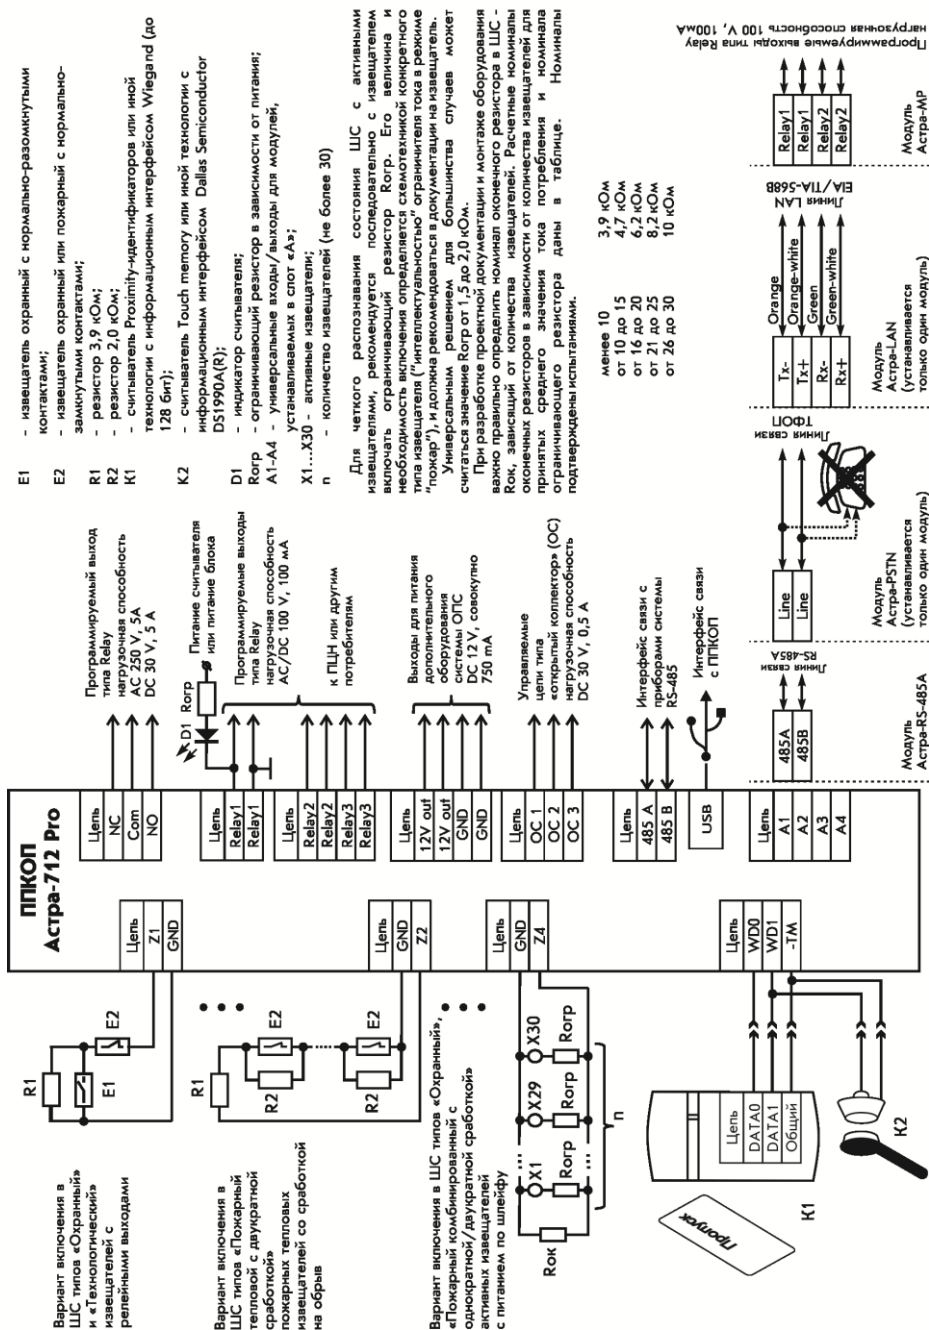 ППКОП
Астра-712 Pro
Вариант включения в
ШС типов «Охранный»
и «Технологический»
извещателей с
релейными выходами
R1
E1
E2
Цепь
Z1
GND
Вариант включения в
ШС типов «Пожарный
тепловой с двукратной
сработкой»
пожарных тепловых
извещателей со сработкой
на обрыв
R1
R2
E2
R2
E2
Цепь
GND
Z2
Вариант включения в ШС типов «Охранный»,
«Пожарный комбинированный с
однократной/двукратной сработкой»
активных извещателей
с питанием по шлейфу
Rок
X1
Rогр
X29
Rогр
X30
Rогр
n
Цепь
GND
Z4
Пропуск
K1
Цепь
DATA0
DATA1
Общий
K2
Цепь
WD0
WD1
-TM
Цепь
NC
Com
NO
Программируемый выход
типа Relay
нагрузочная способность
AC 250 V, 5A
DC 30 V, 5 A
Цепь
Relay1
Relay1
D1
Rогр
Питание считывателя
или питание блока
Цепь
Relay2
Relay2
Relay3
Relay3
Программируемые выходы
типа Relay
нагрузочная способность
AC/DC 100 V, 100 мА
к ПЦН или другим
потребителям
Цепь
12V out
12V out
GND
GND
Выходы для питания
дополнительного
оборудования
системы ОПС
DC 12 V, совокупно
750 mA
Цепь
OC 1
OC 2
OC 3
Управляемые
цепи типа
«открытый коллектор» (ОС)
нагрузочная способность
DC 30 V, 0,5 A
Цепь
485 A
485 B
Интерфейс связи с
приборами системы
RS-485
USB
Интерфейс связи
с ППКОП
Цепь
A1
A2
A3
A4
485A
485B
Линия связи
RS-485A
Модуль
Астра-RS-485A
Line
Line
Линия связи
ТФОП
Модуль
Астра-PSTN
(устанавливается
только один модуль)
Tx-
Tx+
Rx-
Rx+
Orange
Orange-white
Green
Green-white
Линия LAN
EIA/TIA-568B
Модуль
Астра-LAN
(устанавливается
только один модуль)
Relay1
Relay1
Relay2
Relay2
Программируемые выходы типа Relay
нагрузочная способность 100 V, 100мА
Модуль
Астра-МР
E1 - извещатель охранный с нормально-разомкнутыми
контактами;
E2 - извещатель охранный или пожарный с нормально-
замкнутыми контактами;
R1 - резистор 3,9 кОм;
R2 - резистор 2,0 кОм;
K1 - считыватель Proximity-идентификаторов или иной
технологии с информационным интерфейсом Wiegand (до
128 бит);
K2 - считыватель Touch memory или иной технологии с
информационным интерфейсом Dallas Semiconductor
DS1990A(R);
D1 - индикатор считывателя;
Rогр - ограничивающий резистор в зависимости от питания;
A1-A4 - универсальные входы/выходы для модулей,
устанавливаемых в слот «А»;
X1...X30 - активные извещатели;
n - количество извещателей (не более 30)
Для четкого распознавания состояния ШС с активными
извещателями, рекомендуется последовательно с извещателем
включать ограничивающий резистор Rогр. Его величина и
необходимость включения определяется схемотехникой конкретного
типа извещателя ("интеллектуальностью" ограничителя тока в режиме
"пожар"), и должна рекомендоваться в документации на извещатель.
Универсальным решением для большинства случаев может
считаться значение Rогр от 1,5 до 2,0 кОм.
При разработке проектной документации и монтаже оборудования
важно правильно определить номинал оконечного резистора в ШС -
Rок, зависящий от количества извещателей. Расчетные номиналы
оконечных резисторов в зависимости от количества извещателей для
принятых среднего значения тока потребления и номинала
ограничивающего резистора даны в таблице. Номиналы
подтверждены испытаниями.
менее 10 3,9 кОм
от 10 до 15 4,7 кОм
от 16 до 20 6,2 кОм
от 21 до 25 8,2 кОм
от 26 до 30 10 кОм